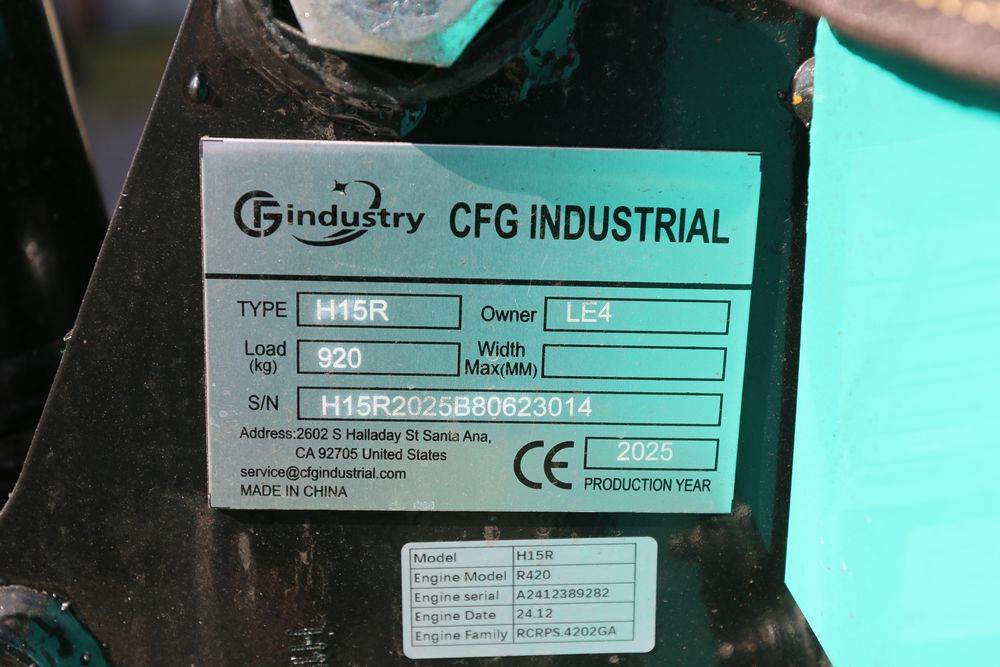 CFG industry CFG INDUSTRIAL
TYPE H15R Owner LE4
Load (kg) 920 Width Max(MM)
S/N H15R2025B80623014
Address:2602 S Halladay St Santa Ana,
CA 92705 United States
service@cfgindustrial.com
MADE IN CHINA
CE 2025
PRODUCTION YEAR
Model H15R
Engine Model R420
Engine serial A2412389282
Engine Date 24.12
Engine Family RCRPS.4202GA